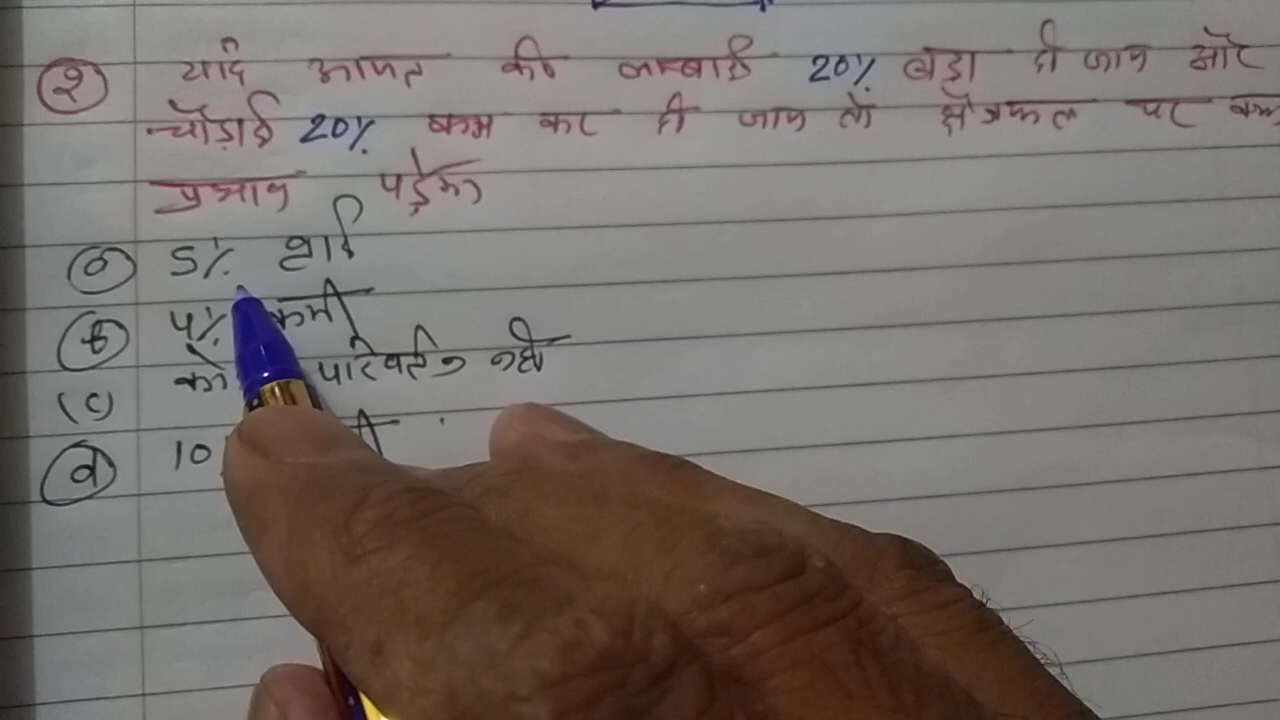 ② यदि आयत की लम्बाई 20% बढ़ा दी जाय और
चौड़ाई 20% कम कर दी जाय तो क्षेत्रफल पर
प्रभाव पड़ेगा
ⓐ 5%
ⓑ 4% कमी
(c) परिवर्तन नही
ⓓ 10